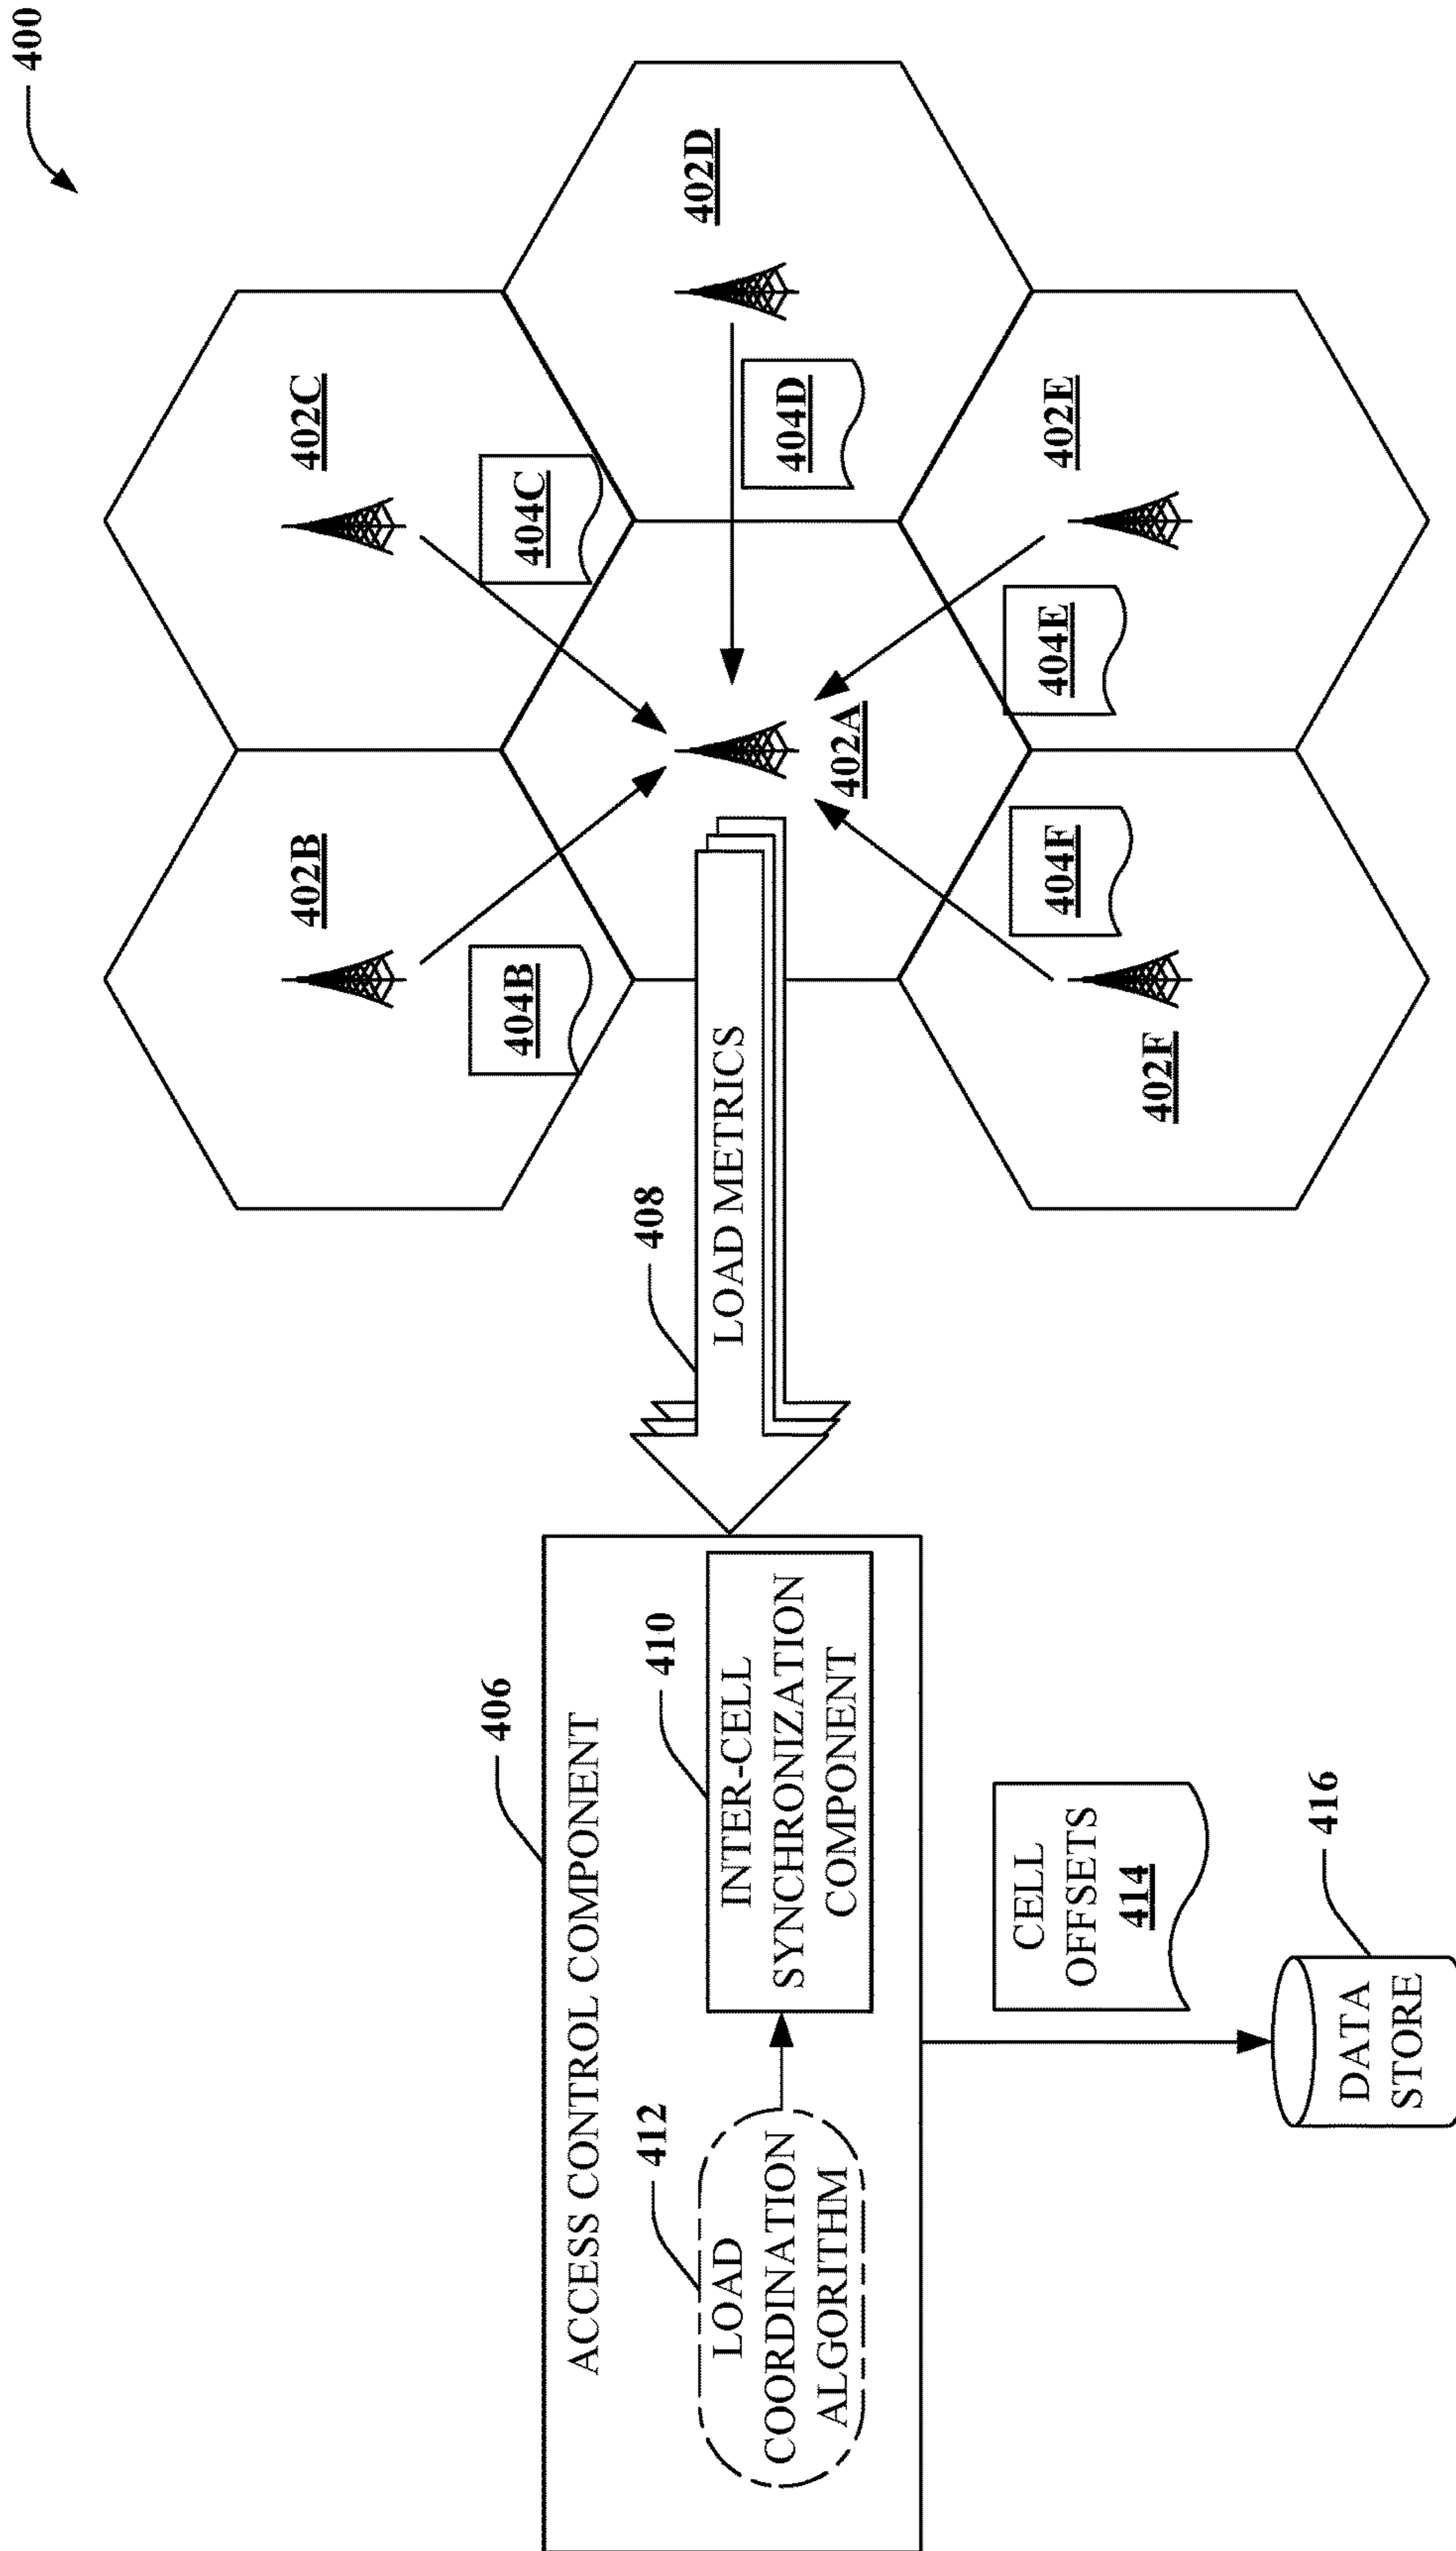 400
402B
402C
404B
404C
402D
404D
402A
404F
404E
402E
402F
408
LOAD METRICS
406
ACCESS CONTROL COMPONENT
412
LOAD
COORDINATION
ALGORITHM
410
INTER-CELL
SYNCHRONIZATION
COMPONENT
CELL
OFFSETS
414
416
DATA
STORE